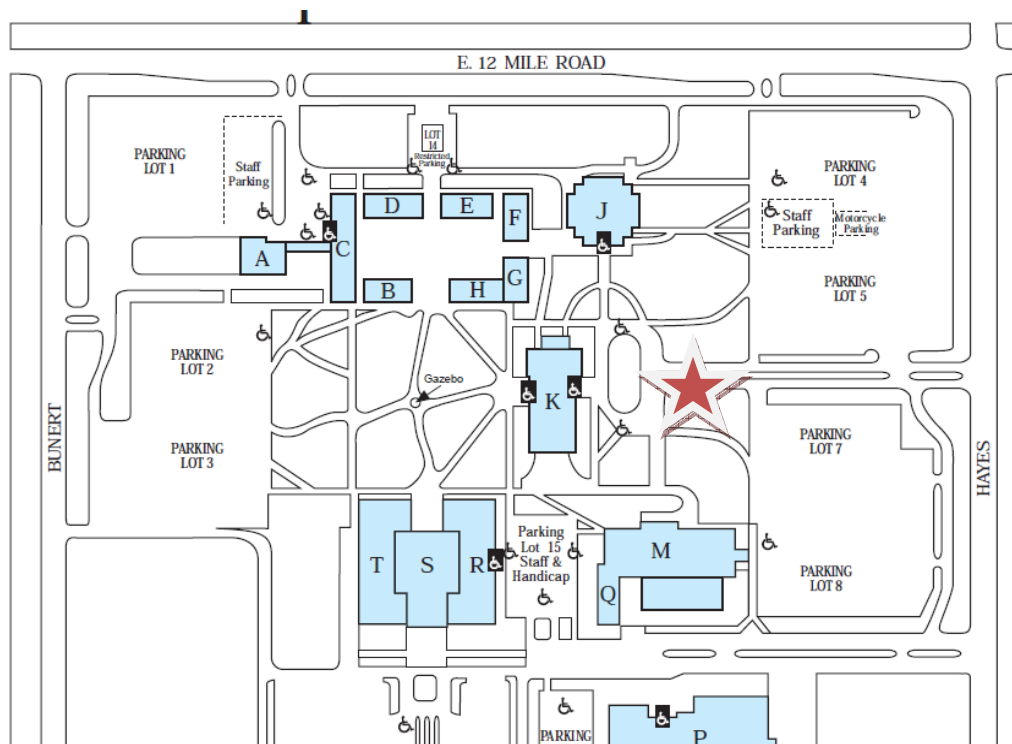 E. 12 MILE ROAD
LOT
14
Restricted
Parking
PARKING
LOT 1
Staff
Parking
PARKING
LOT 4
Staff
Parking
Motorcycle
Parking
D
E
F
J
A
C
B
H
G
PARKING
LOT 5
PARKING
LOT 2
Gazebo
K
PARKING
LOT 3
PARKING
LOT 7
BUNERT
HAYES
T
S
R
Parking
Lot 15
Staff &
Handicap
M
Q
PARKING
LOT 8
PARKING
P